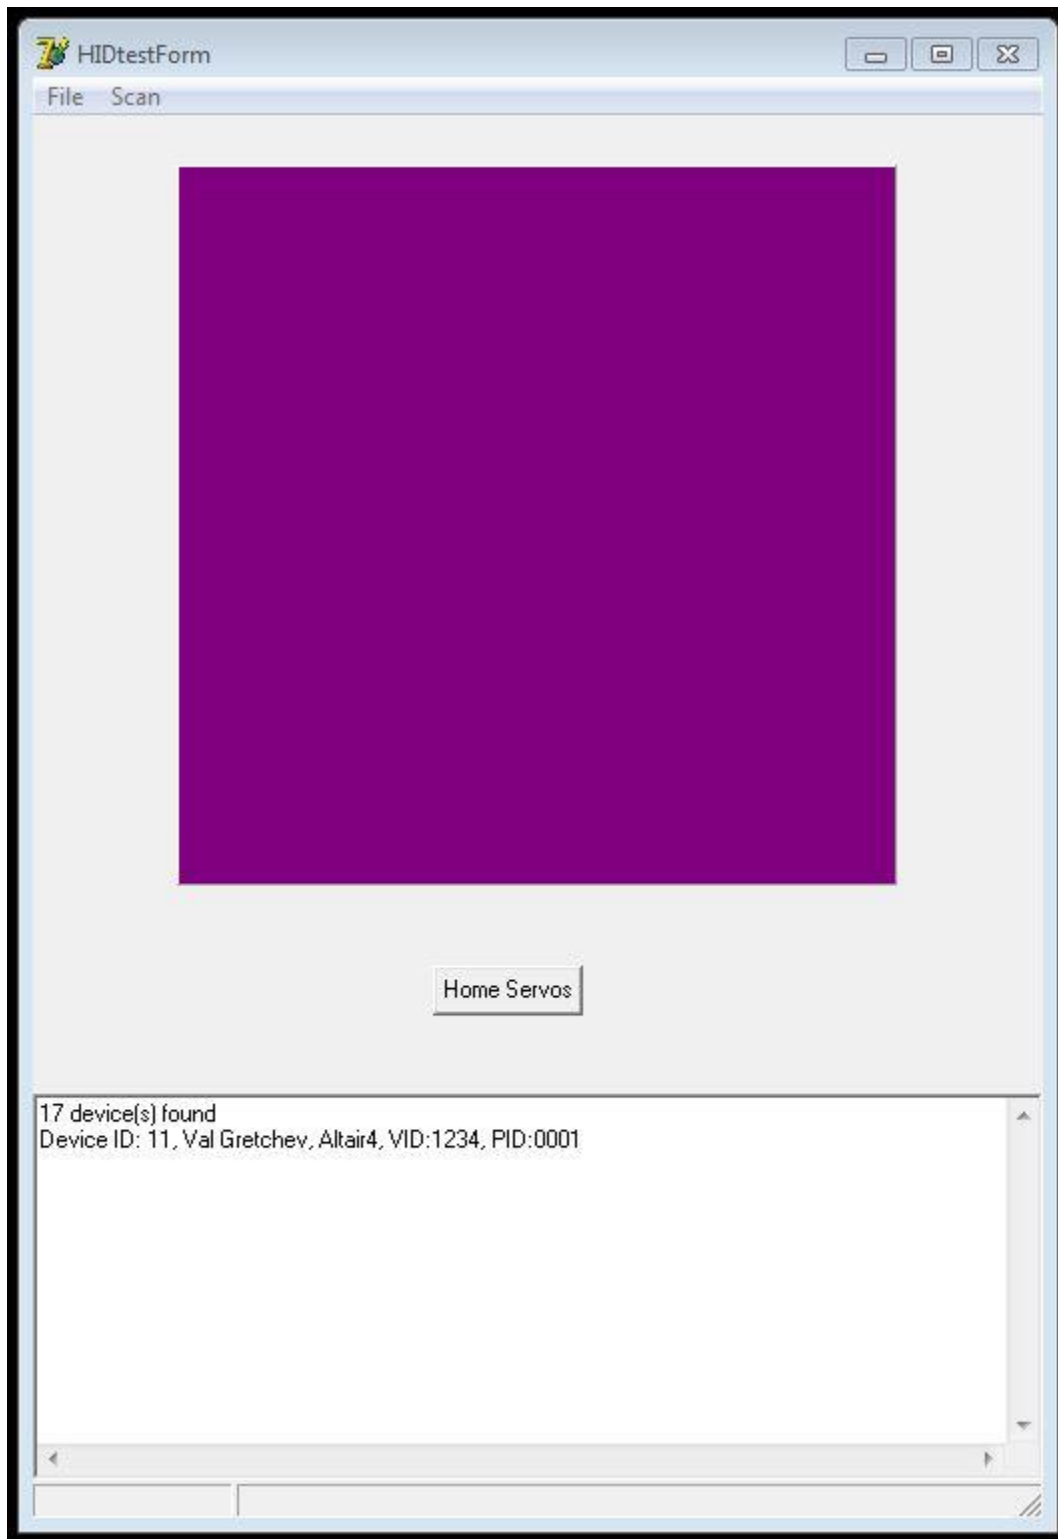 HIDtestForm
File Scan
Home Servos
17 device(s) found
Device ID: 11, Val Gretchev, Altair4, VID:1234, PID:0001